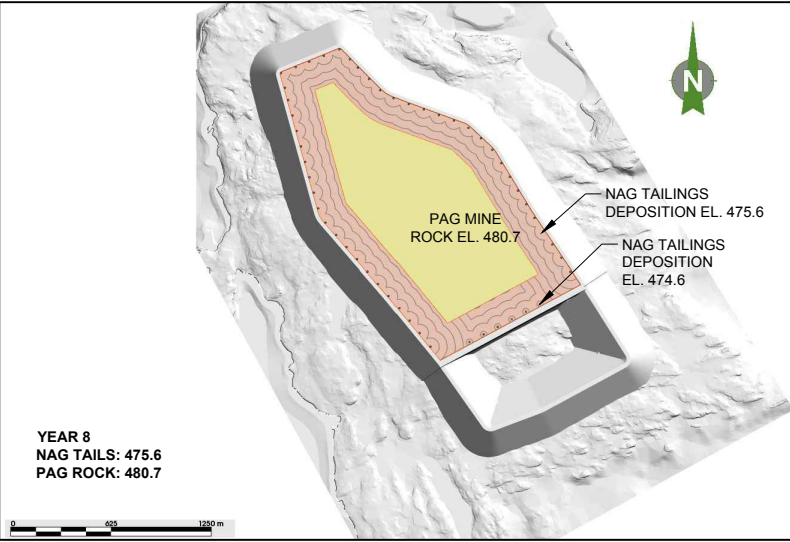 N
NAG TAILINGS
DEPOSITION EL. 475.6
PAG MINE
ROCK EL. 480.7
NAG TAILINGS
DEPOSITION
EL. 474.6
YEAR 8
NAG TAILS: 475.6
PAG ROCK: 480.7
0 625 1250 m